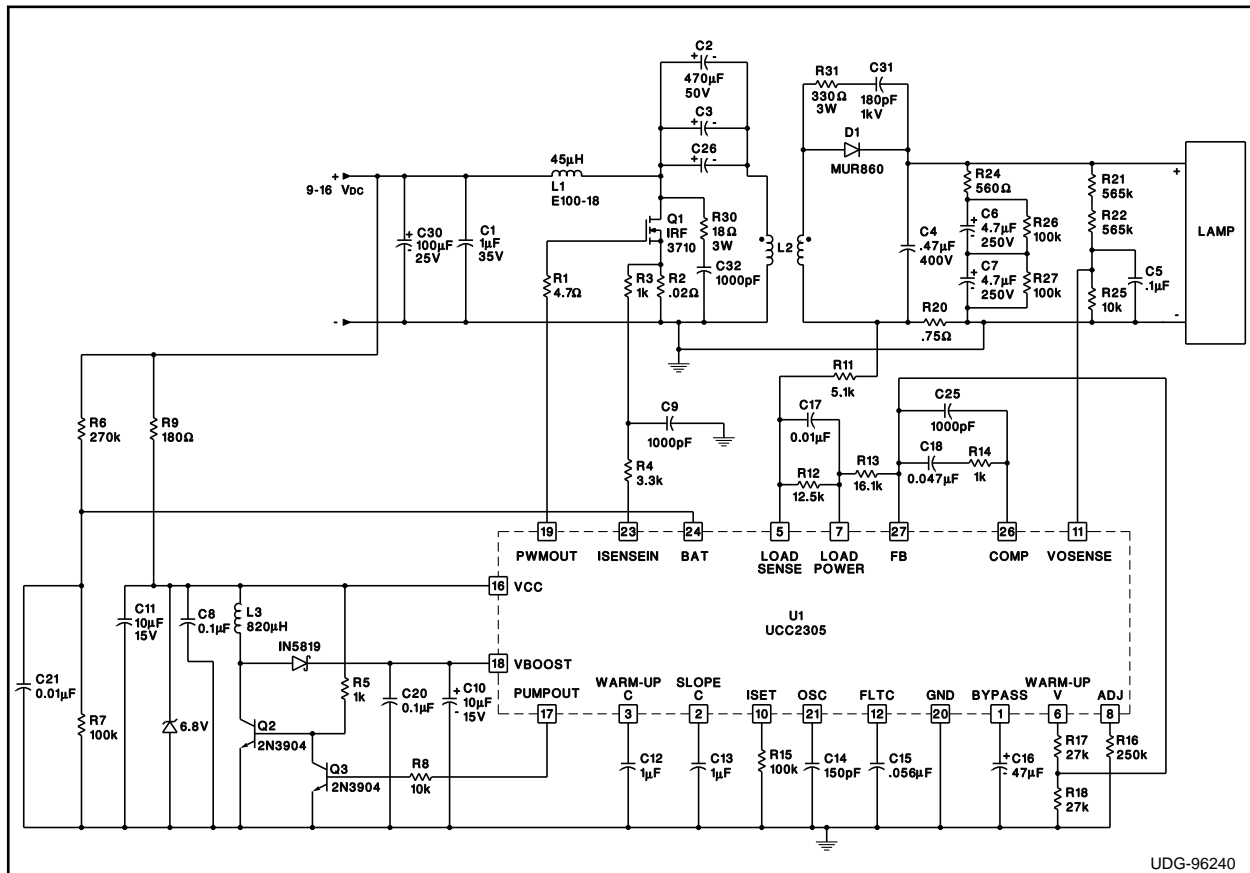 C2
+ -
470µF
50V
C3
+ -
C26
+ -
R31
330Ω
3W
C31
180pF
1kV
D1
MUR860
45µH
L1
E100-18
+
9-16 VDC
-
C30
+
-
100µF
25V
C1
1µF
35V
Q1
IRF
3710
R30
18Ω
3W
C32
1000pF
R1
4.7Ω
R3
1k
R2
.02Ω
L2
C4
.47µF
400V
R24
560Ω
C6
+
-
4.7µF
250V
C7
+
-
4.7µF
250V
R26
100k
R27
100k
R21
565k
R22
565k
R25
10k
C5
.1µF
+
LAMP
-
R20
.75Ω
R11
5.1k
R6
270k
R9
180Ω
C9
1000pF
R4
3.3k
C17
0.01µF
R12
12.5k
R13
16.1k
C25
1000pF
C18
0.047µF
R14
1k
19
23
24
5
7
27
26
11
PWMOUT
ISENSEIN
BAT
LOAD
SENSE
LOAD
POWER
FB
COMP
VOSENSE
16
VCC
U1
UCC2305
18
VBOOST
PUMPOUT
17
WARM-UP
C
3
SLOPE
C
2
ISET
10
OSC
21
FLTC
12
GND
20
BYPASS
1
WARM-UP
V
6
ADJ
8
C21
0.01µF
R7
100k
C11
10µF
15V
6.8V
C8
0.1µF
L3
820µH
IN5819
R5
1k
C20
0.1µF
C10
+
-
10µF
15V
Q2
2N3904
Q3
2N3904
R8
10k
C12
1µF
C13
1µF
R15
100k
C14
150pF
C15
.056µF
C16
+
-
47µF
R17
27k
R18
27k
R16
250k
UDG-96240